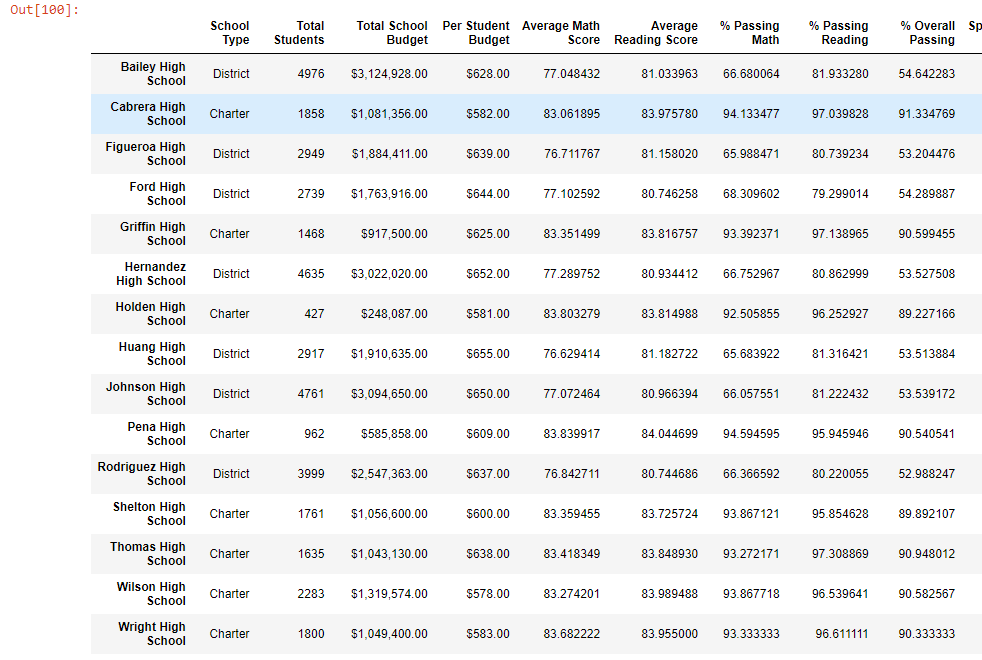 Out[100]:
School Type Total Students Total School Budget Per Student Budget Average Math Score Average Reading Score % Passing Math % Passing Reading % Overall Passing Sp
Bailey High School District 4976 $3,124,928.00 $628.00 77.048432 81.033963 66.680064 81.933280 54.642283
Cabrera High School Charter 1858 $1,081,356.00 $582.00 83.061895 83.975780 94.133477 97.039828 91.334769
Figueroa High School District 2949 $1,884,411.00 $639.00 76.711767 81.158020 65.988471 80.739234 53.204476
Ford High School District 2739 $1,763,916.00 $644.00 77.102592 80.746258 68.309602 79.299014 54.289887
Griffin High School Charter 1468 $917,500.00 $625.00 83.351499 83.816757 93.392371 97.138965 90.599455
Hernandez High School District 4635 $3,022,020.00 $652.00 77.289752 80.934412 66.752967 80.862999 53.527508
Holden High School Charter 427 $248,087.00 $581.00 83.803279 83.814988 92.505855 96.252927 89.227166
Huang High School District 2917 $1,910,635.00 $655.00 76.629414 81.182722 65.683922 81.316421 53.513884
Johnson High School District 4761 $3,094,650.00 $650.00 77.072464 80.966394 66.057551 81.222432 53.539172
Pena High School Charter 962 $585,858.00 $609.00 83.839917 84.044699 94.594595 95.945946 90.540541
Rodriguez High School District 3999 $2,547,363.00 $637.00 76.842711 80.744686 66.366592 80.220055 52.988247
Shelton High School Charter 1761 $1,056,600.00 $600.00 83.359455 83.725724 93.867121 95.854628 89.892107
Thomas High School Charter 1635 $1,043,130.00 $638.00 83.418349 83.848930 93.272171 97.308869 90.948012
Wilson High School Charter 2283 $1,319,574.00 $578.00 83.274201 83.989488 93.867718 96.539641 90.582567
Wright High School Charter 1800 $1,049,400.00 $583.00 83.682222 83.955000 93.333333 96.611111 90.333333